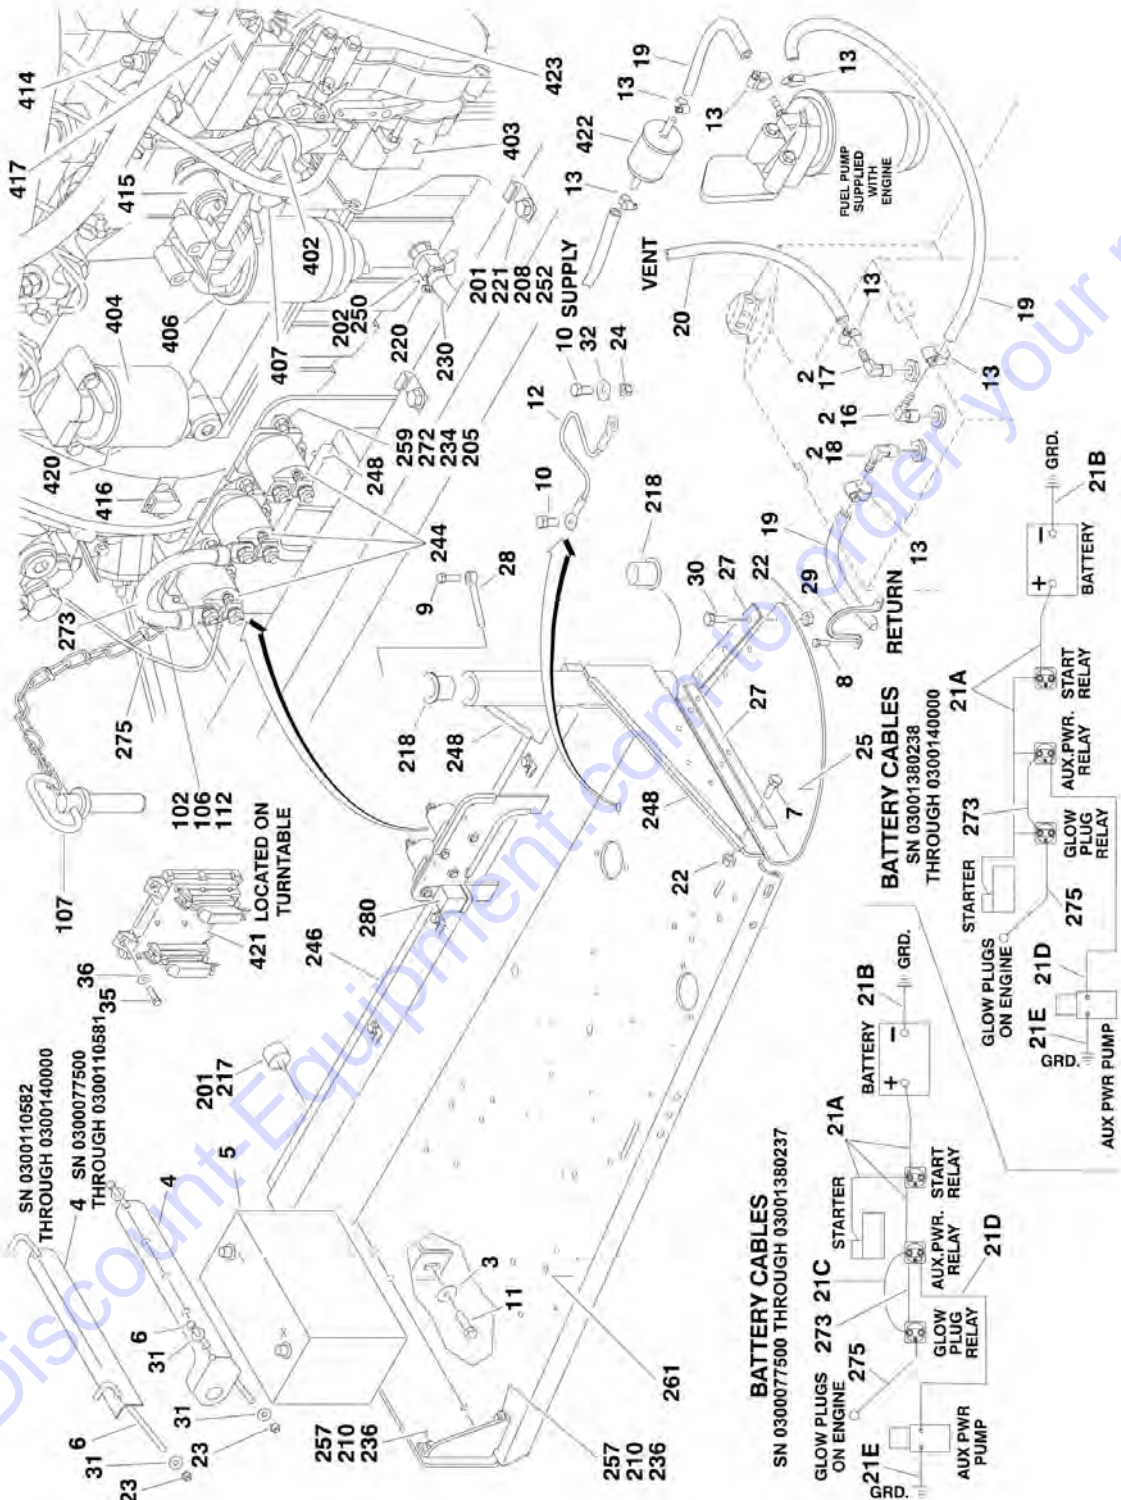 414
417
415
404
406
420
416
273
407
402
403
423
202
250
220
230
201
221
208
252
259
272
234
205
248
244
275
102
106
112
107
421 LOCATED ON
TURNTABLE
36
35
SUPPLY
VENT
422
13
13
19
13
13
FUEL PUMP
SUPPLIED
WITH
ENGINE
20
13
19
2
17
2
16
2
18
13
19
13
RETURN
10
32
24
12
10
9
28
218
30
27
22
29
8
218
248
27
25
7
248
22
280
246
201
217
SN 0300110582
THROUGH 0300140000
4
SN 0300077500
THROUGH 0300110581
4
5
6
31
6
31
23
31
23
3
11
261
257
210
236
257
210
236
BATTERY CABLES
SN 0300077500 THROUGH 03001380237
GLOW PLUGS
ON ENGINE
275
273
21C
21A
STARTER
BATTERY
+
−
21B
GRD.
GLOW
PLUG
RELAY
AUX.PWR.
RELAY
START
RELAY
21D
21E
GRD.
AUX PWR
PUMP
BATTERY CABLES
SN 03001380238
THROUGH 0300140000
STARTER
273
21A
GLOW
PLUG
RELAY
AUX.PWR.
RELAY
START
RELAY
+
−
BATTERY
GRD.
21B
GLOW PLUGS
ON ENGINE
275
21D
21E
GRD.
AUX PWR PUMP
Discount-Equipment.com to order your